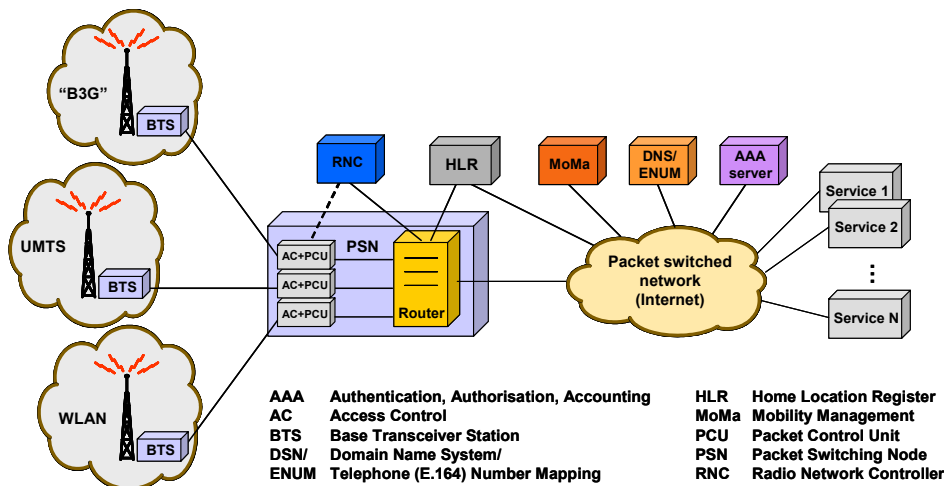 “B3G”
BTS
UMTS
BTS
WLAN
BTS
RNC
HLR
MoMa
DNS/
ENUM
AAA
server
PSN
AC+PCU
AC+PCU
AC+PCU
Router
Packet switched
network
(Internet)
Service 1
Service 2
⋮
Service N
AAA Authentication, Authorisation, Accounting
AC Access Control
BTS Base Transceiver Station
DSN/ Domain Name System/
ENUM Telephone (E.164) Number Mapping
HLR Home Location Register
MoMa Mobility Management
PCU Packet Control Unit
PSN Packet Switching Node
RNC Radio Network Controller